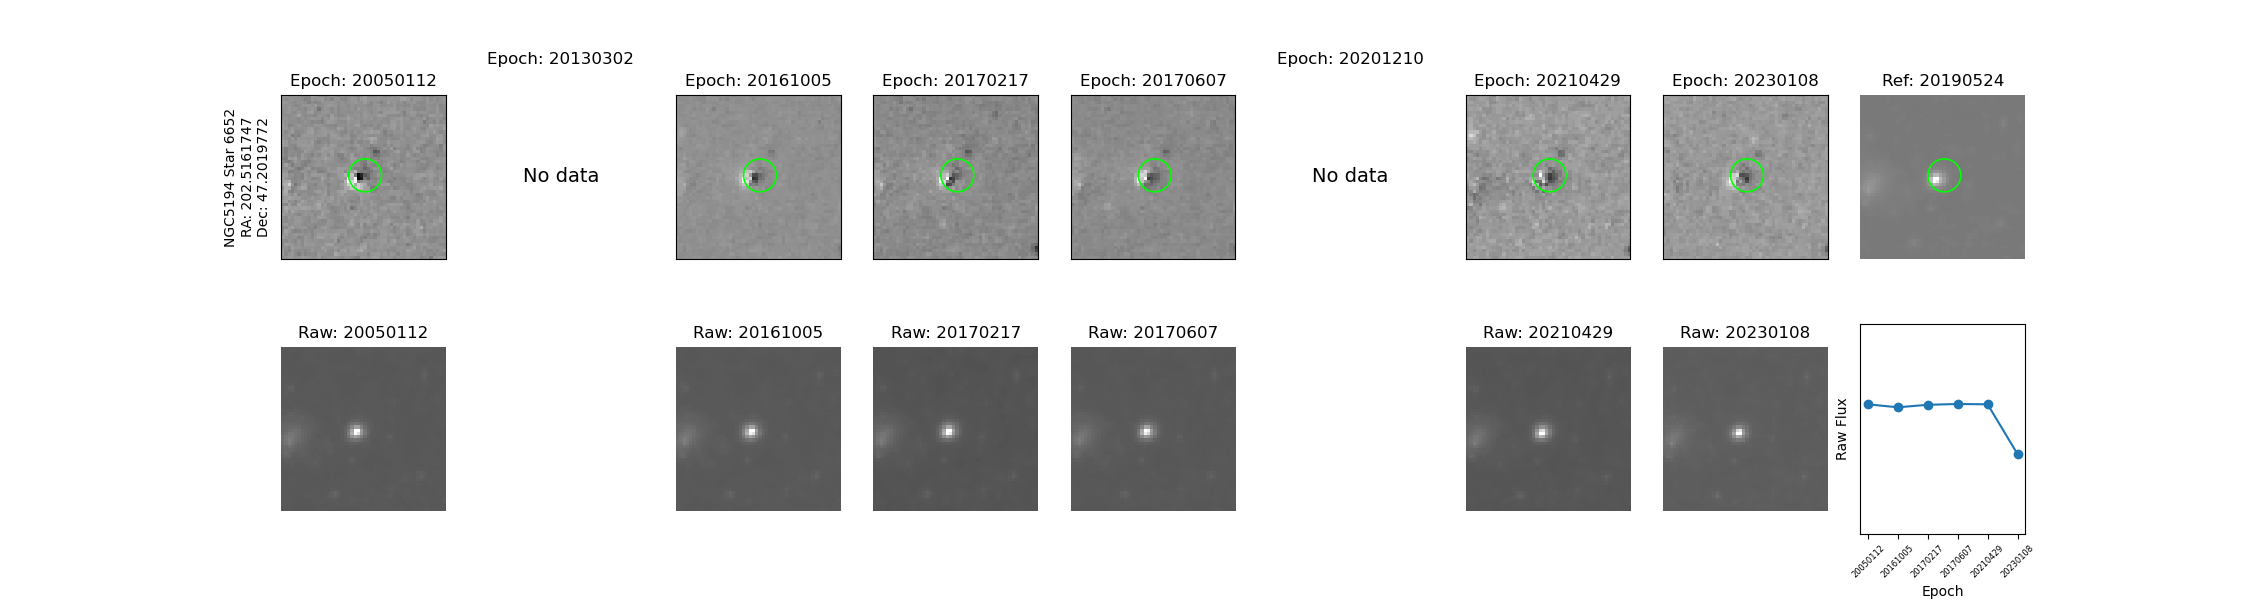 Epoch: 20050112
Epoch: 20130302
Epoch: 20161005
Epoch: 20170217
Epoch: 20170607
Epoch: 20201210
Epoch: 20210429
Epoch: 20230108
Ref: 20190524
NGC5194 Star 6652
RA: 202.5161747
Dec: 47.2019772
No data
No data
Raw: 20050112
Raw: 20161005
Raw: 20170217
Raw: 20170607
Raw: 20210429
Raw: 20230108
Raw Flux
20050112
20161005
20170217
20170607
20210429
20230108
Epoch